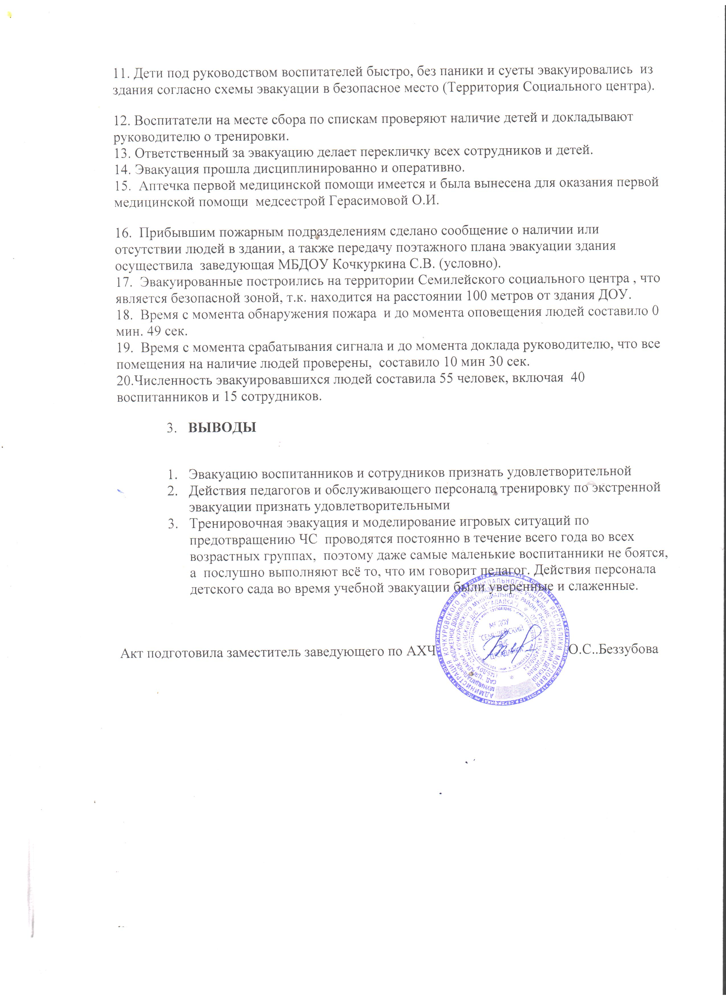 11. Дети под руководством воспитателей быстро, без паники и суеты эвакуировались  из
здания согласно схемы эвакуации в безопасное место (Территория Социального центра).
12. Воспитатели на месте сбора по спискам проверяют наличие детей и докладывают
руководителю о тренировки.
13. Ответственный за эвакуацию делает перекличку всех сотрудников и детей.
14. Эвакуация прошла дисциплинированно и оперативно.
15.  Аптечка первой медицинской помощи имеется и была вынесена для оказания первой
медицинской помощи  медсестрой Герасимовой О.И.
16.  Прибывшим пожарным подразделениям сделано сообщение о наличии или
отсутствии людей в здании, а также передачу поэтажного плана эвакуации здания
осуществила  заведующая МБДОУ Кочкуркина С.В. (условно).
17.  Эвакуированные построились на территории Семилейского социального центра , что
является безопасной зоной, т.к. находится на расстоянии 100 метров от здания ДОУ.
18.  Время с момента обнаружения пожара  и до момента оповещения людей составило 0
мин. 49 сек.
19.  Время с момента срабатывания сигнала и до момента доклада руководителю, что все
помещения на наличие людей проверены,  составило 10 мин 30 сек.
20.Численность эвакуировавшихся людей составила 55 человек, включая  40
воспитанников и 15 сотрудников.
3. ВЫВОДЫ
1. Эвакуацию воспитанников и сотрудников признать удовлетворительной
2. Действия педагогов и обслуживающего персонала тренировку по экстренной
эвакуации признать удовлетворительными
3. Тренировочная эвакуация и моделирование игровых ситуаций по
предотвращению ЧС  проводятся постоянно в течение всего года во всех
возрастных группах,  поэтому даже самые маленькие воспитанники не боятся,
а  послушно выполняют всё то, что им говорит педагог. Действия персонала
детского сада во время учебной эвакуации были уверенные и слаженные.
Акт подготовила заместитель заведующего по АХЧ О.С..Беззубова
АДМИНИСТРАЦИЯ КОЧКУРОВСКОГО МУНИЦИПАЛЬНОГО РАЙОНА РЕСПУБЛИКИ МОРДОВИЯ
МБДОУ
"СЕМИЛЕЙСКИЙ
Д/С
"ЦЯГАДАЙКА"